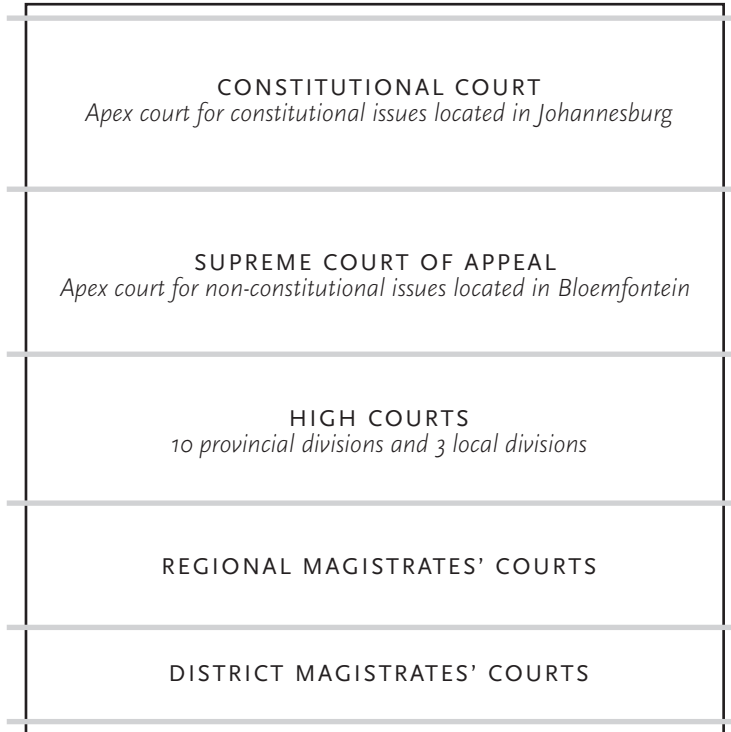 CONSTITUTIONAL COURT
Apex court for constitutional issues located in Johannesburg
SUPREME COURT OF APPEAL
Apex court for non-constitutional issues located in Bloemfontein
HIGH COURTS
10 provincial divisions and 3 local divisions
REGIONAL MAGISTRATES’ COURTS
DISTRICT MAGISTRATES’ COURTS